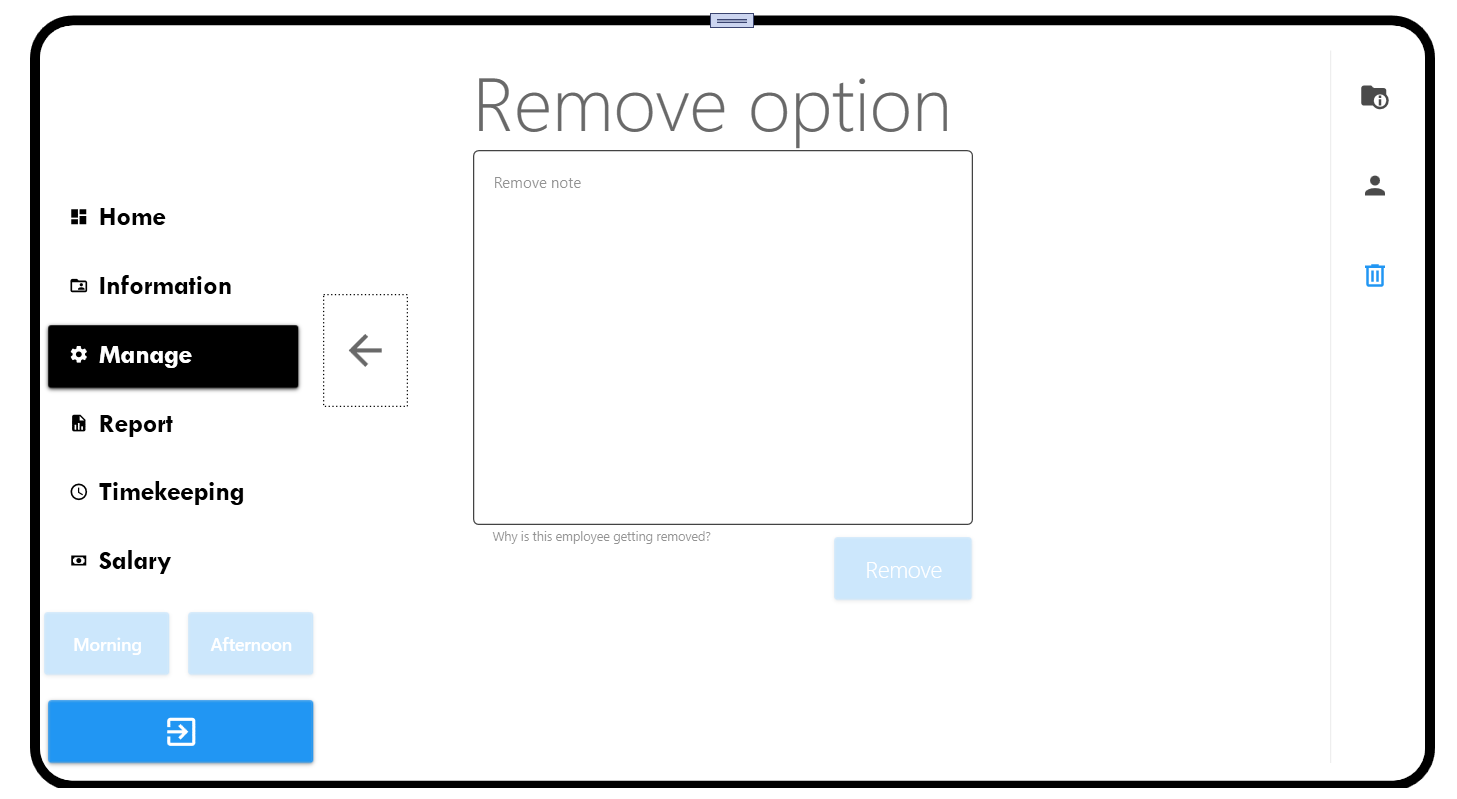 Remove option
Remove note
Home
Information
Manage
Report
Timekeeping
Salary
Why is this employee getting removed?
Remove
Morning
Afternoon